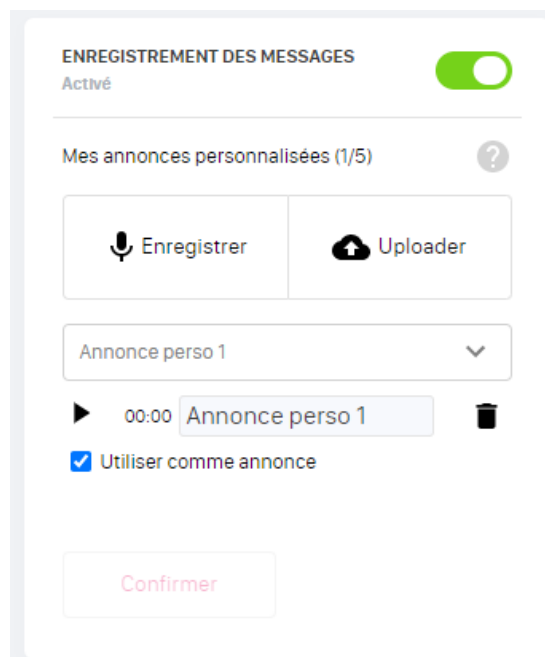 ENREGISTREMENT DES MESSAGES
Activé
Mes annonces personnalisées (1/5)
?
Enregistrer
Uploader
Annonce perso 1
00:00 Annonce perso 1
Utiliser comme annonce
Confirmer